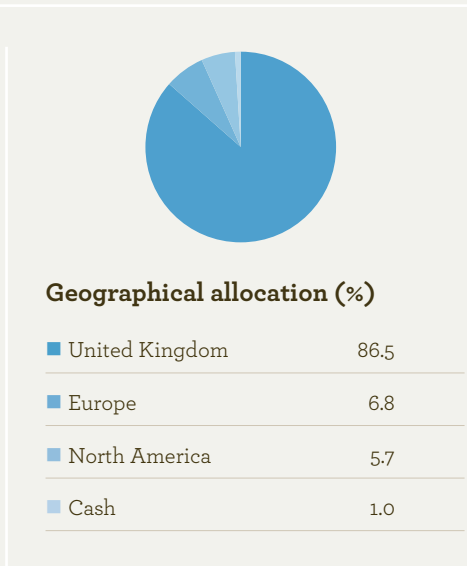 Geographical allocation (%)
United Kingdom 86.5
Europe 6.8
North America 5.7
Cash 1.0